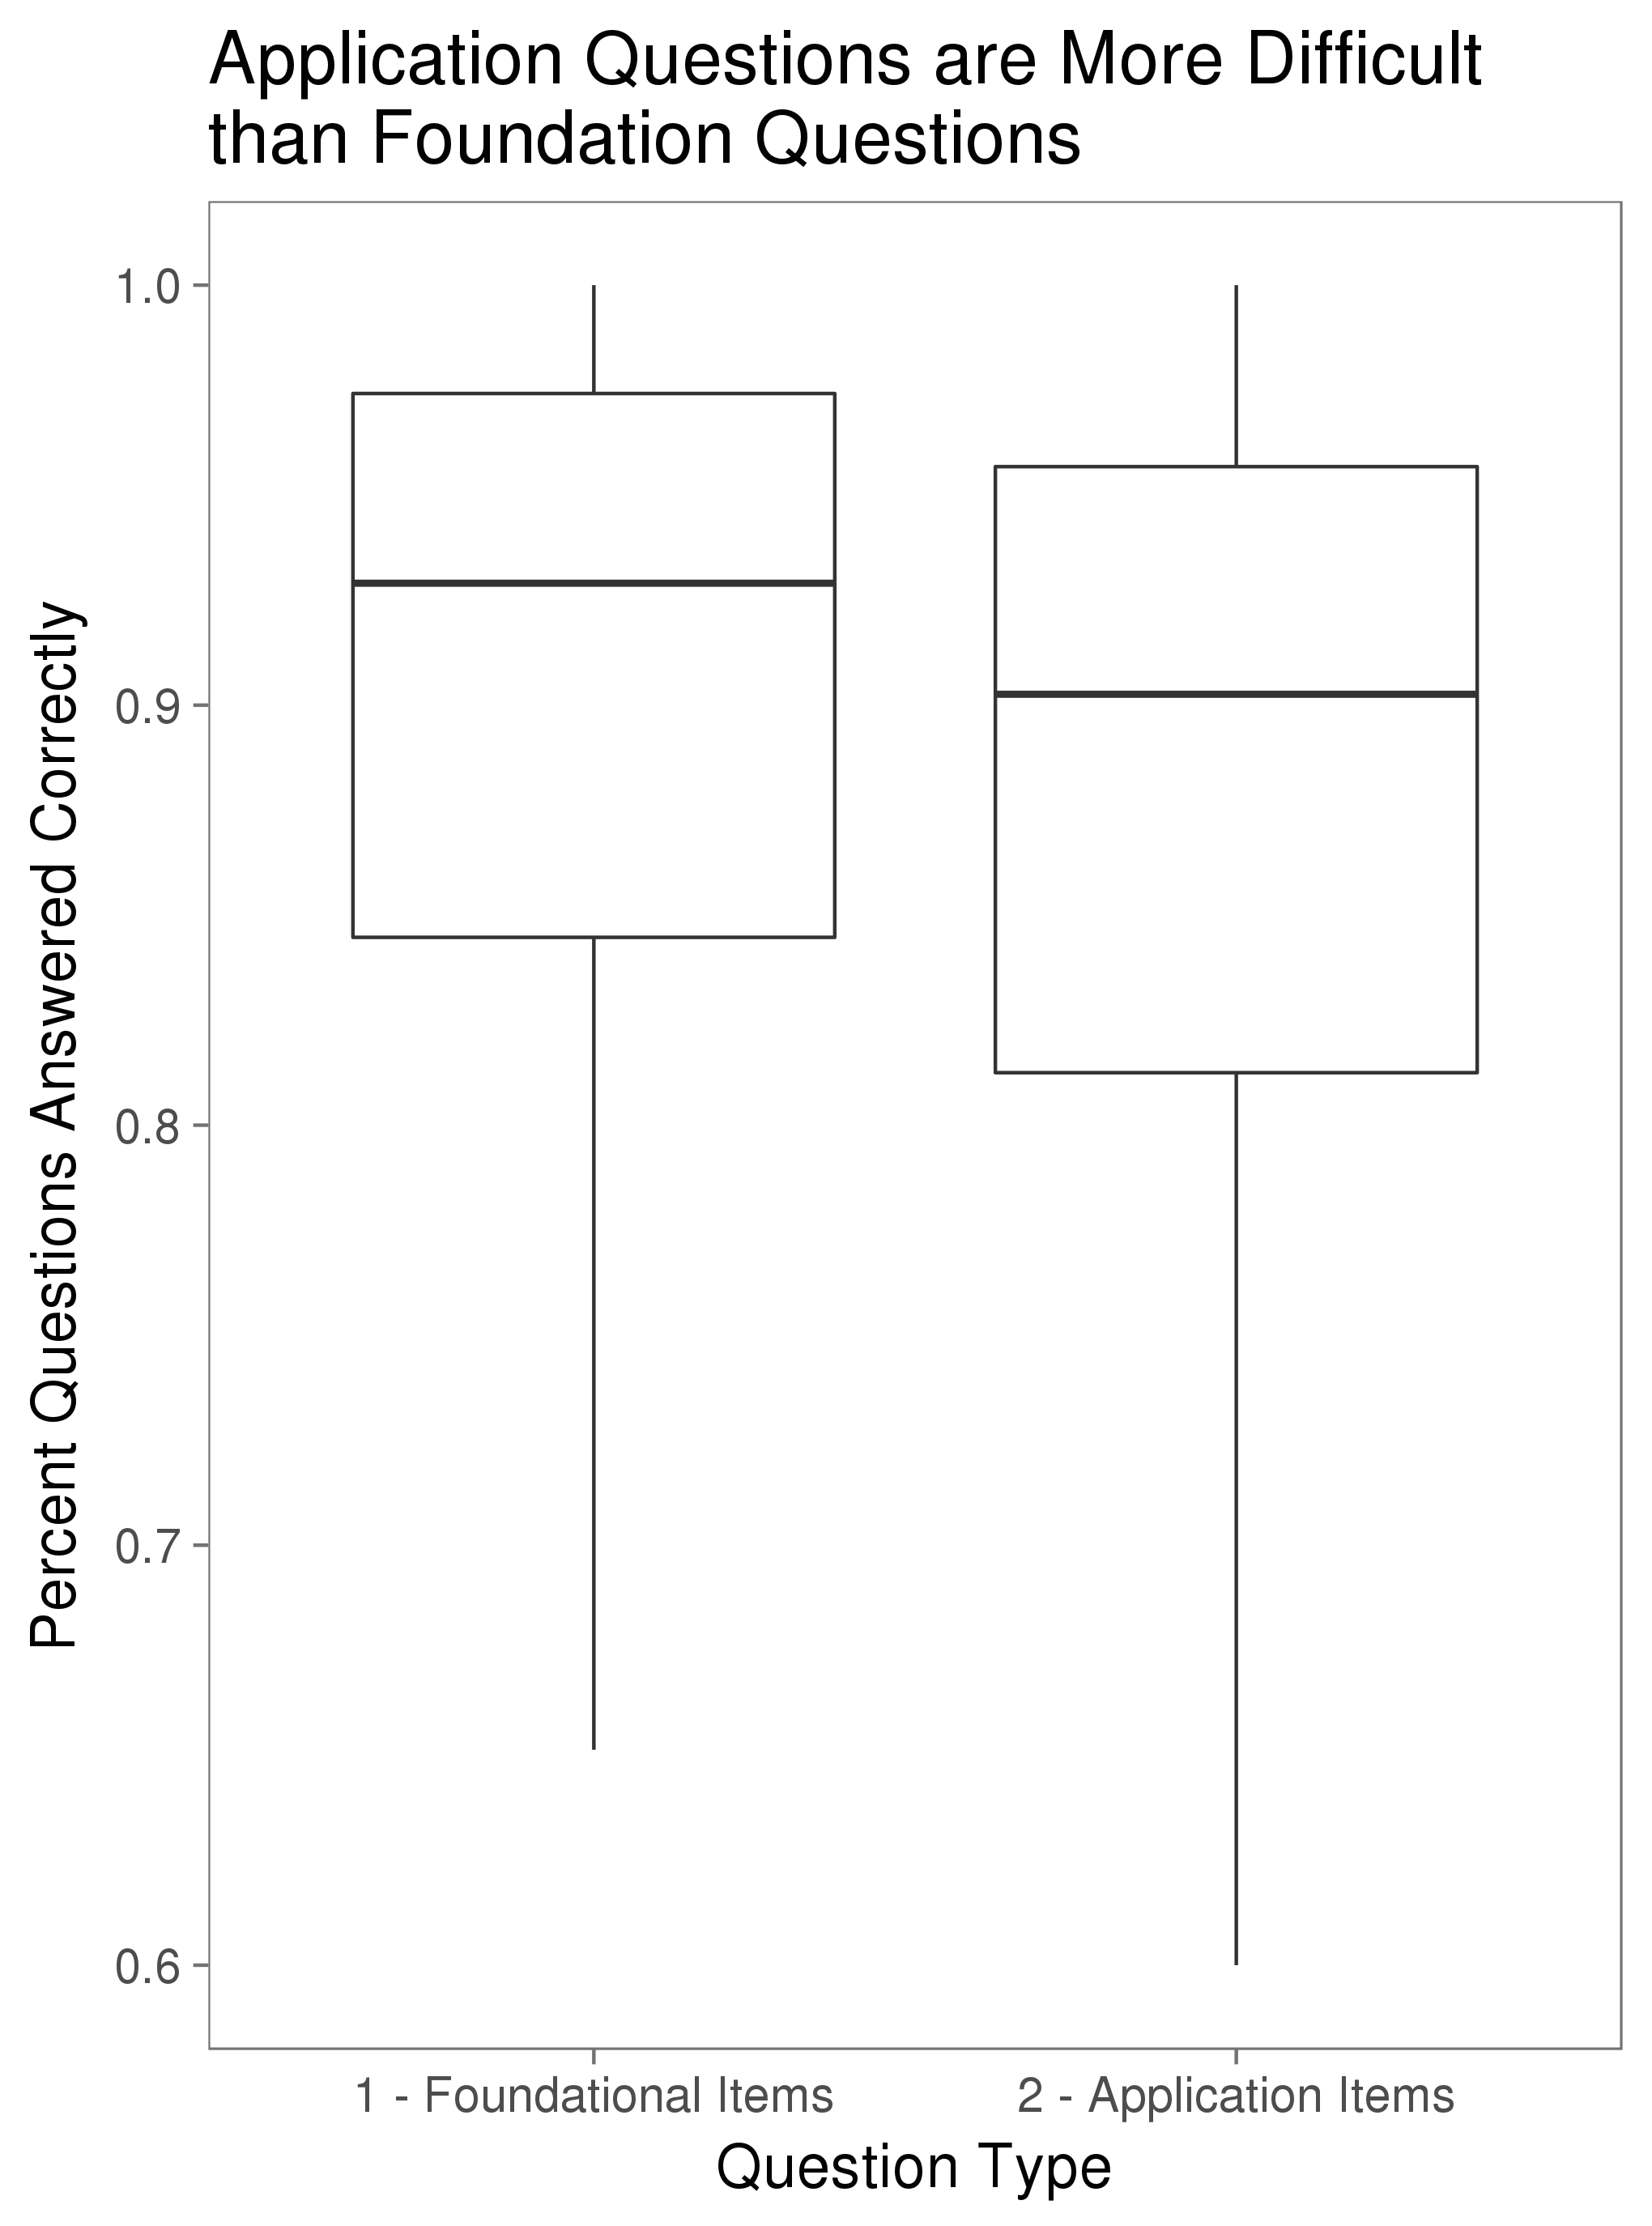 Application Questions are More Difficult
than Foundation Questions
Percent Questions Answered Correctly
1.0
0.9
0.8
0.7
0.6
1 - Foundational Items
2 - Application Items
Question Type